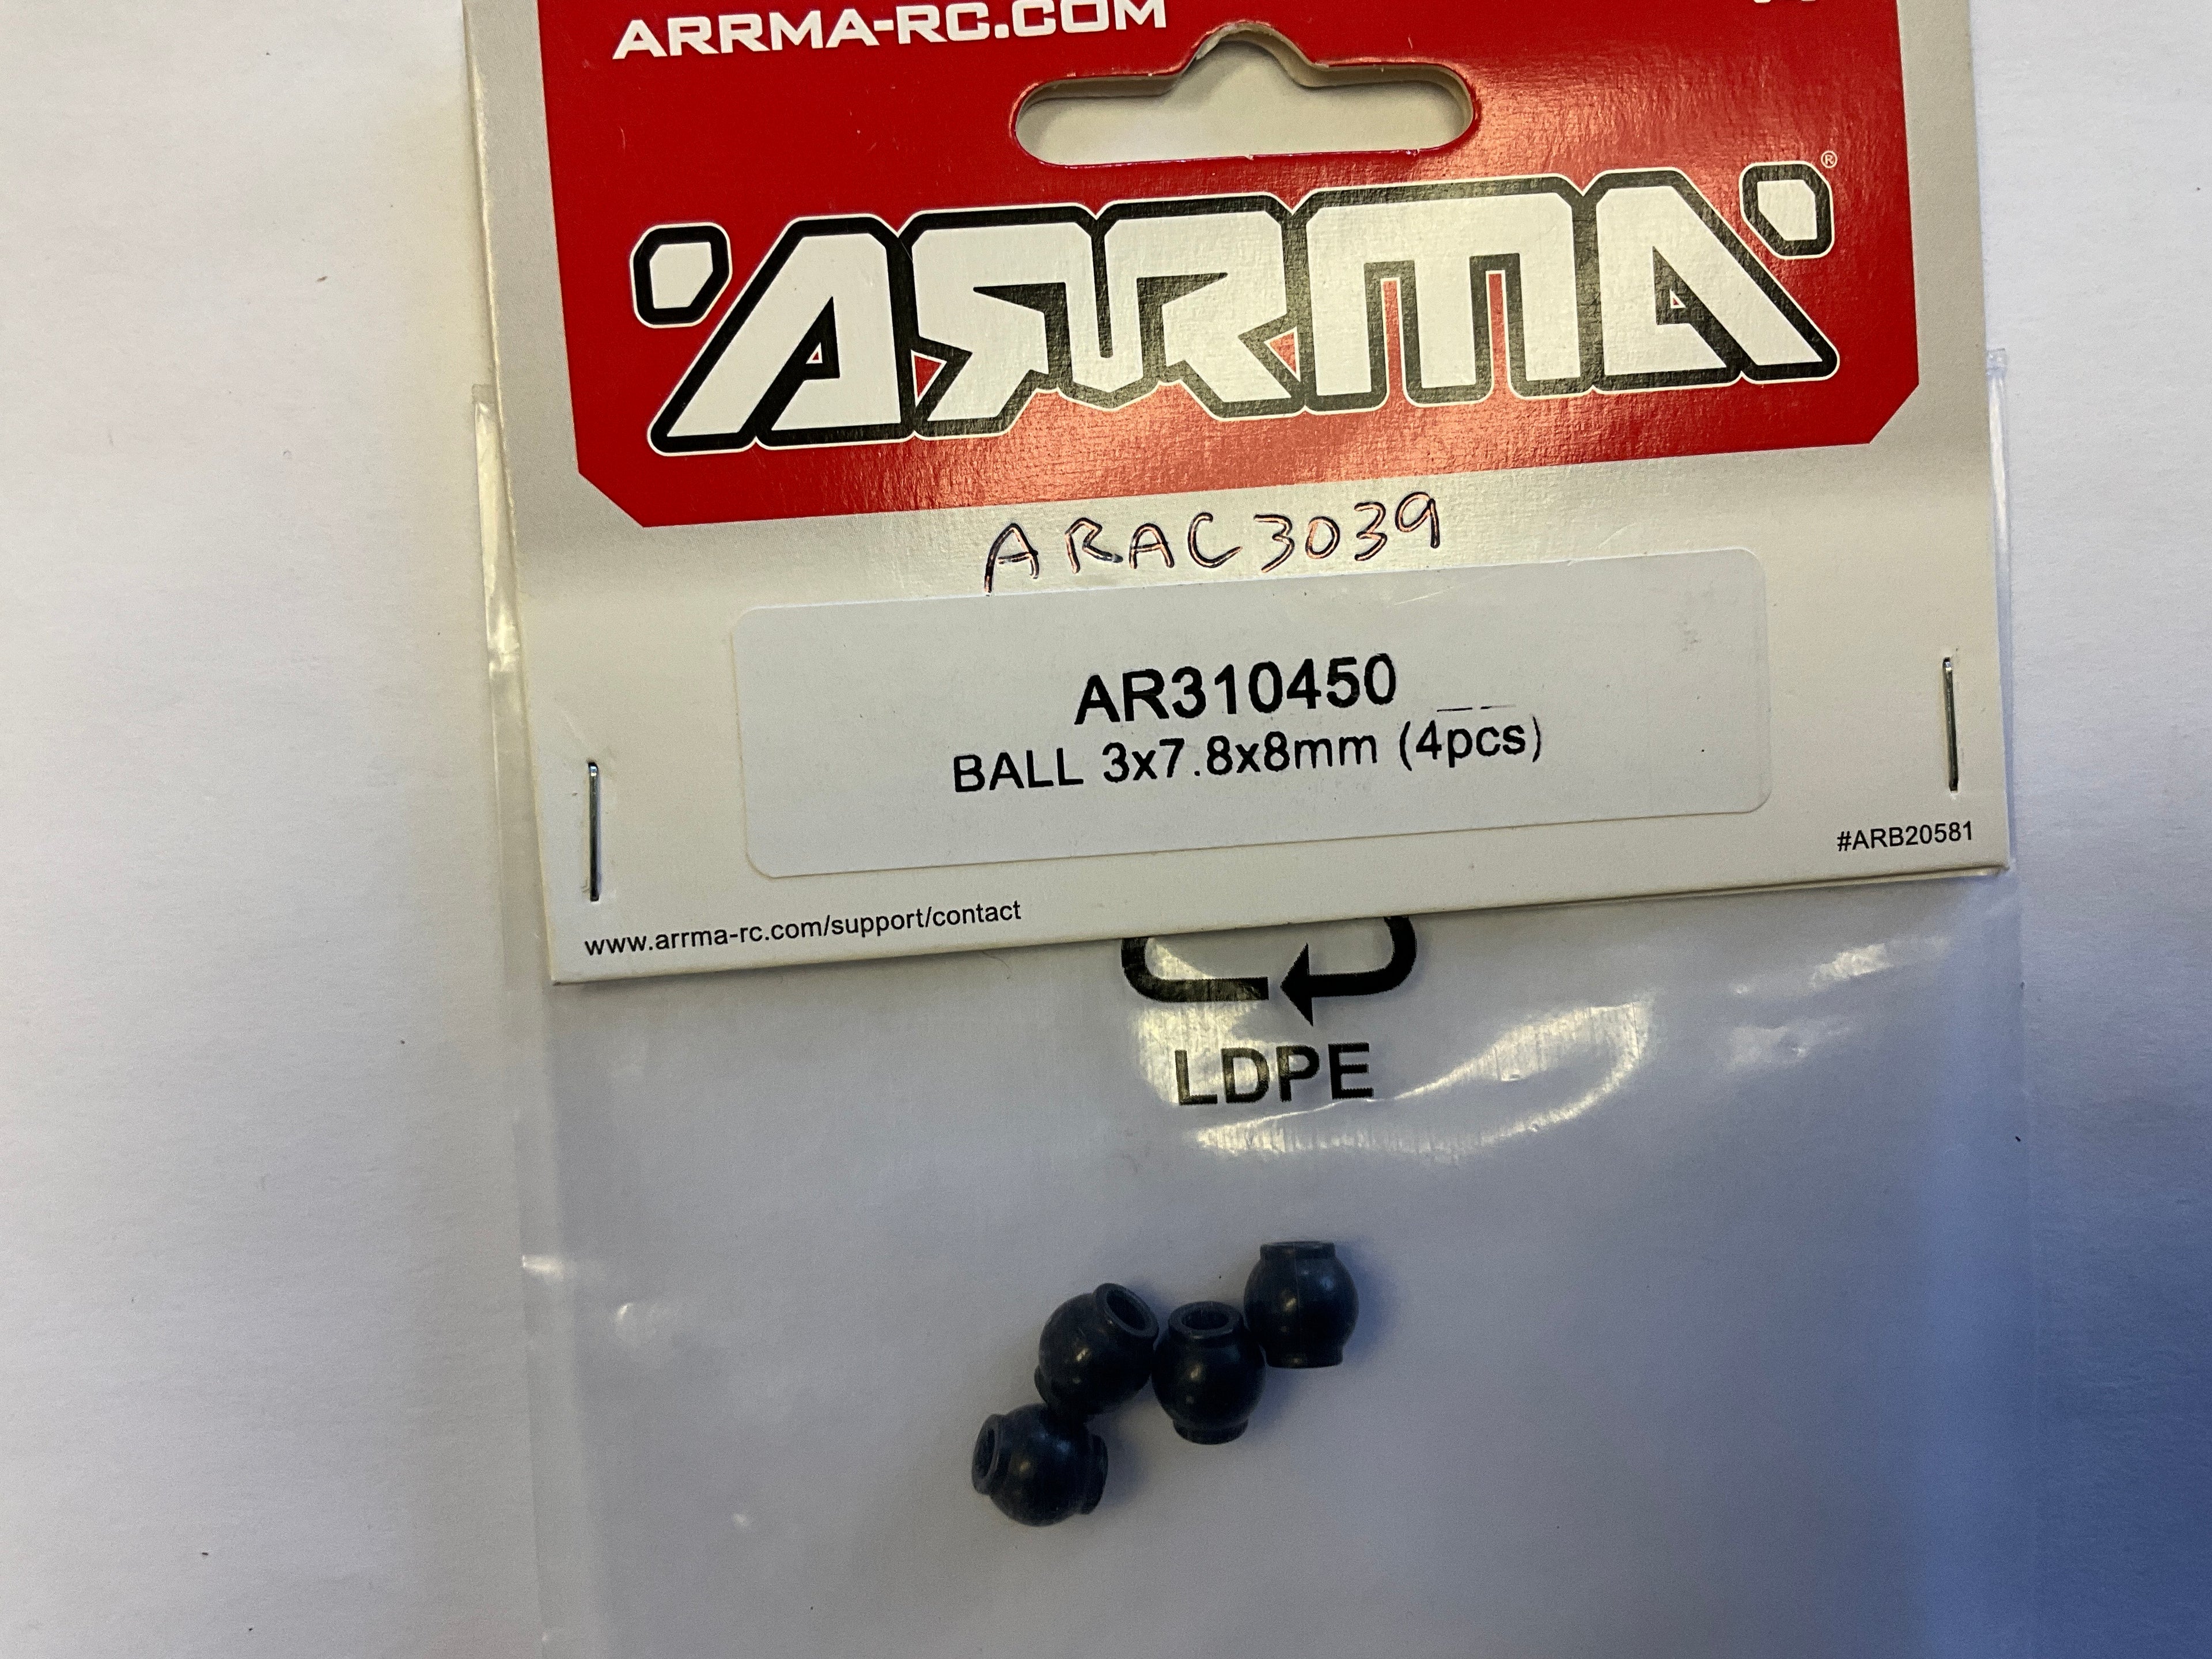 ARRMA-RC.COM
ARRMA®
ARAC3039
AR310450
BALL 3x7.8x8mm (4pcs)
#ARB20581
www.arrma-rc.com/support/contact
LDPE